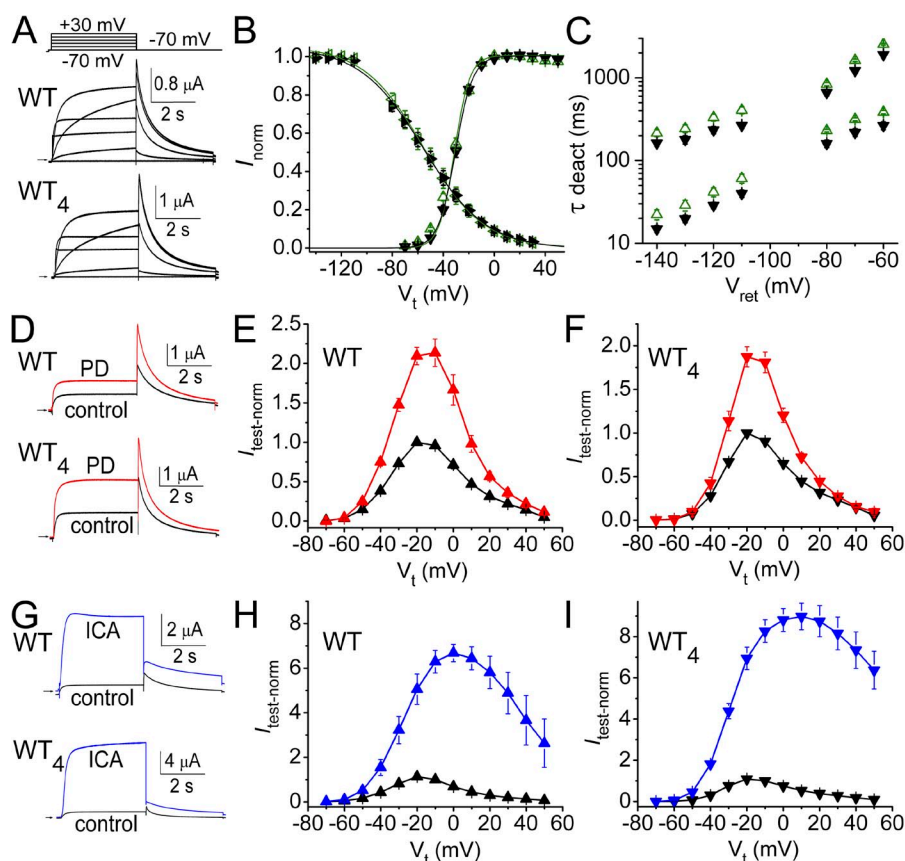 A
+30 mV
-70 mV
-70 mV
WT
0.8 μA
2 s
WT4
1 μA
2 s
B
Inorm
1.0
0.8
0.6
0.4
0.2
0.0
-120 -80 -40 0 40
Vt (mV)
C
τ deact (ms)
1000
100
10
-140 -120 -100 -80 -60
Vret (mV)
D
WT
PD
control
1 μA
2 s
WT4
PD
control
1 μA
2 s
E
WT
Itest-norm
2.5
2.0
1.5
1.0
0.5
0.0
-80 -60 -40 -20 0 20 40 60
Vt (mV)
F
WT4
Itest-norm
2.0
1.5
1.0
0.5
0.0
-80 -60 -40 -20 0 20 40 60
Vt (mV)
G
WT
ICA
control
2 μA
2 s
WT4
ICA
control
4 μA
2 s
H
WT
Itest-norm
8
6
4
2
0
-80 -60 -40 -20 0 20 40 60
Vt (mV)
I
WT4
Itest-norm
8
6
4
2
0
-80 -60 -40 -20 0 20 40 60
Vt (mV)